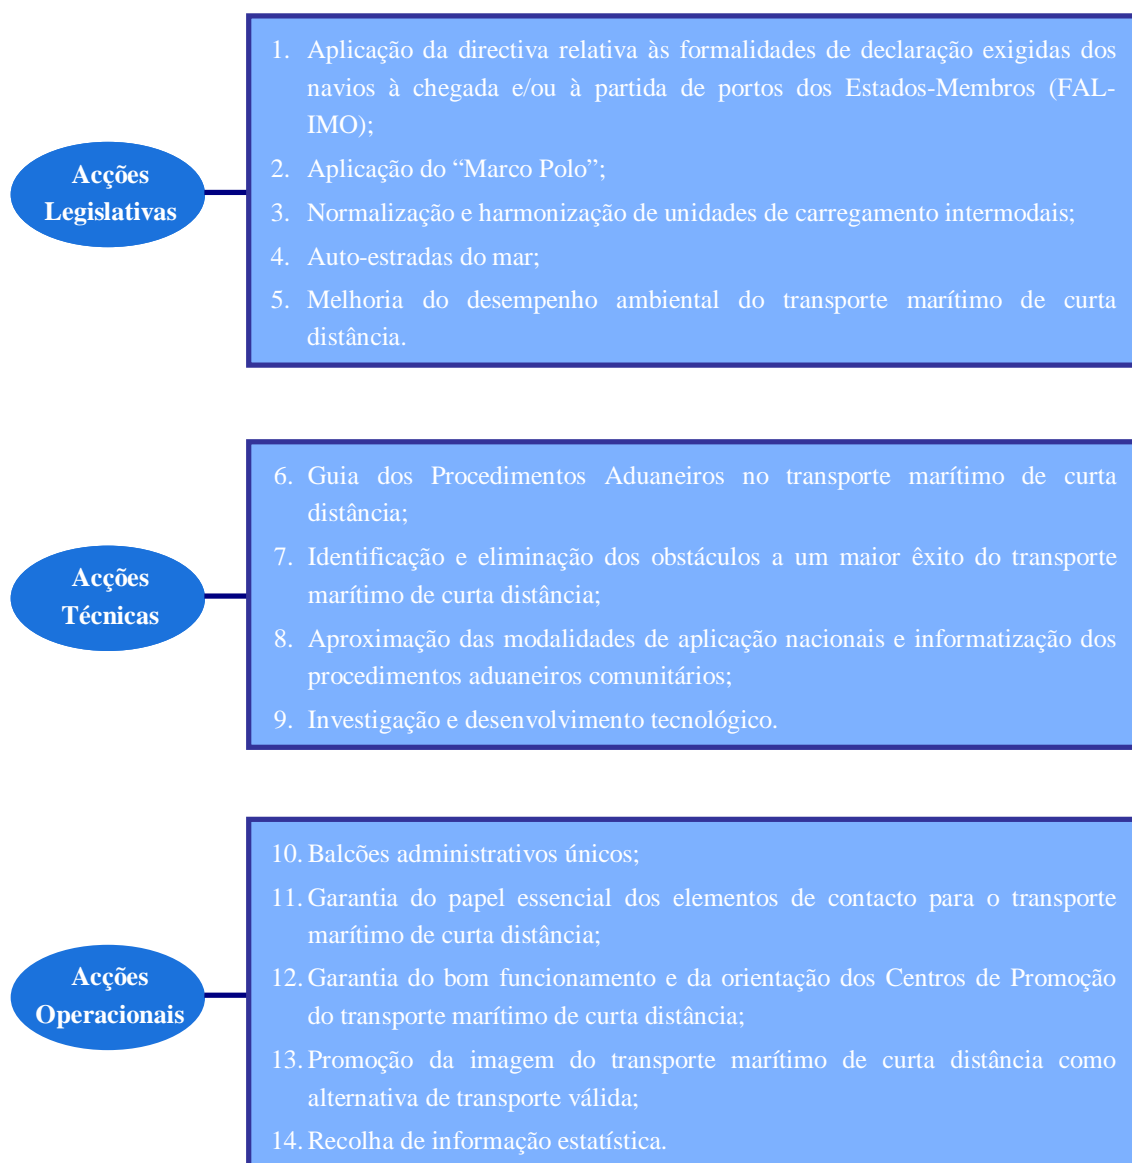 Acções
Legislativas
1. Aplicação da directiva relativa às formalidades de declaração exigidas dos
navios à chegada e/ou à partida de portos dos Estados-Membros (FAL-
IMO);
2. Aplicação do “Marco Polo”;
3. Normalização e harmonização de unidades de carregamento intermodais;
4. Auto-estradas do mar;
5. Melhoria do desempenho ambiental do transporte marítimo de curta
distância.
Acções
Técnicas
6. Guia dos Procedimentos Aduaneiros no transporte marítimo de curta
distância;
7. Identificação e eliminação dos obstáculos a um maior êxito do transporte
marítimo de curta distância;
8. Aproximação das modalidades de aplicação nacionais e informatização dos
procedimentos aduaneiros comunitários;
9. Investigação e desenvolvimento tecnológico.
Acções
Operacionais
10. Balcões administrativos únicos;
11. Garantia do papel essencial dos elementos de contacto para o transporte
marítimo de curta distância;
12. Garantia do bom funcionamento e da orientação dos Centros de Promoção
do transporte marítimo de curta distância;
13. Promoção da imagem do transporte marítimo de curta distância como
alternativa de transporte válida;
14. Recolha de informação estatística.